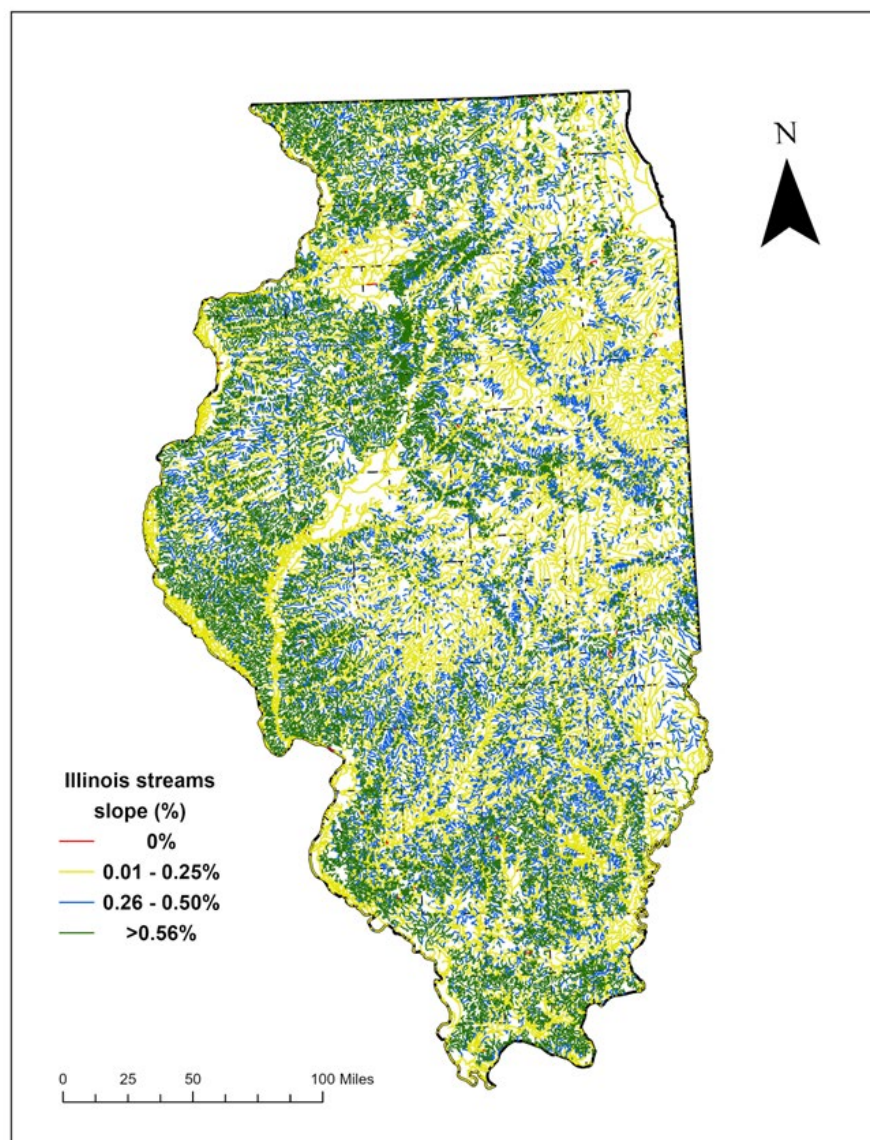 N
Illinois streams
slope (%)
0%
0.01 - 0.25%
0.26 - 0.50%
>0.56%
0 25 50 100 Miles